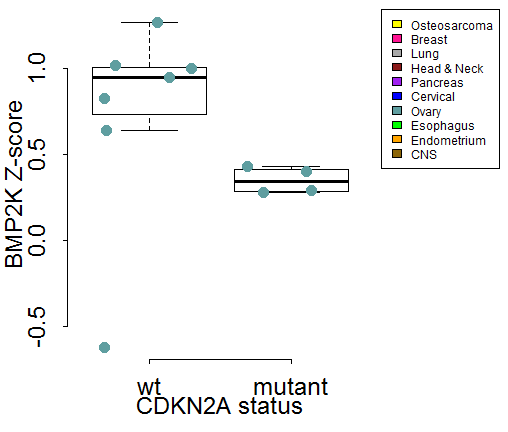 Osteosarcoma
Breast
Lung
Head & Neck
Pancreas
Cervical
Ovary
Esophagus
Endometrium
CNS
BMP2K Z-score
1.0
0.5
0.0
-0.5
wt mutant
CDKN2A status